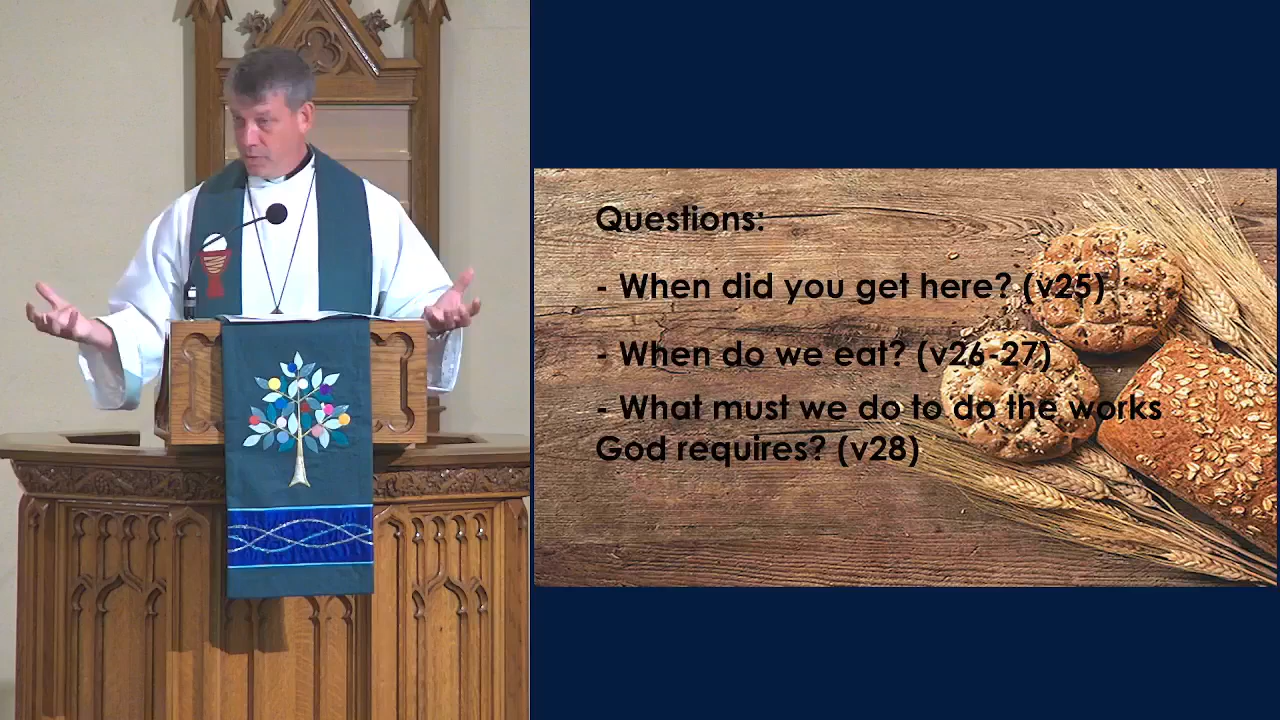 Questions:
- When did you get here? (v25)
- When do we eat? (v26-27)
- What must we do to do the works
God requires? (v28)